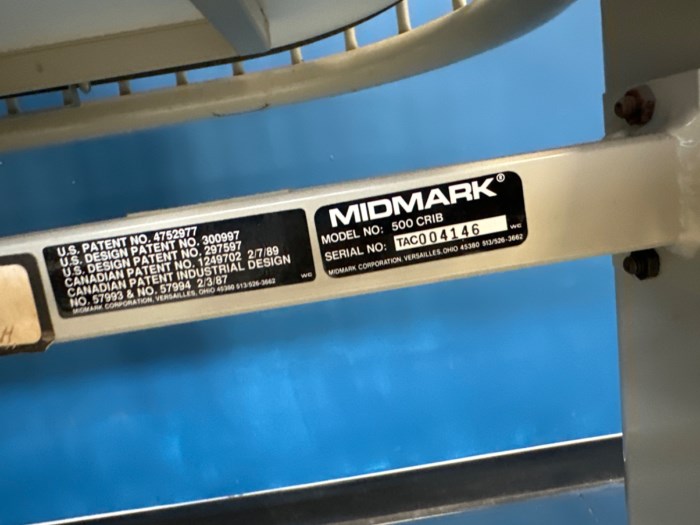 U.S. PATENT NO. 4752977
U.S. DESIGN PATENT NO. 300997
U.S. DESIGN PATENT NO. 297597
CANADIAN PATENT NO. 1249702 2/7/89
CANADIAN PATENT INDUSTRIAL DESIGN
NO. 57993 & NO. 57994 2/3/87
MIDMARK CORPORATION, VERSAILLES, OHIO 45380 513/526-3662
WG
MIDMARK®
MODEL NO: 500 CRIB
SERIAL NO: TAC004146
WG
MIDMARK CORPORATION, VERSAILLES, OHIO 45380 513/526-3662